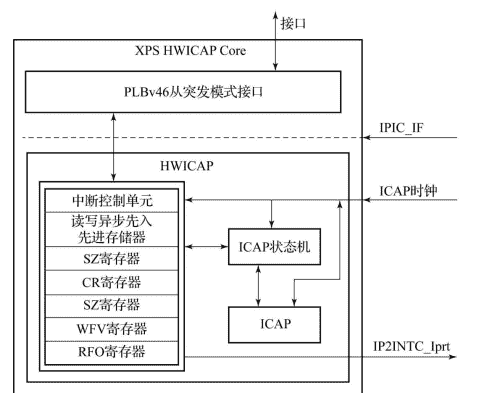 接口
XPS HWICAP Core
PLBv46从突发模式接口
IPIC_IF
HWICAP
ICAP时钟
中断控制单元
读写异步先入
先进存储器
SZ寄存器
CR寄存器
SZ寄存器
WFV寄存器
RFO寄存器
ICAP状态机
ICAP
IP2INTC_Iprt